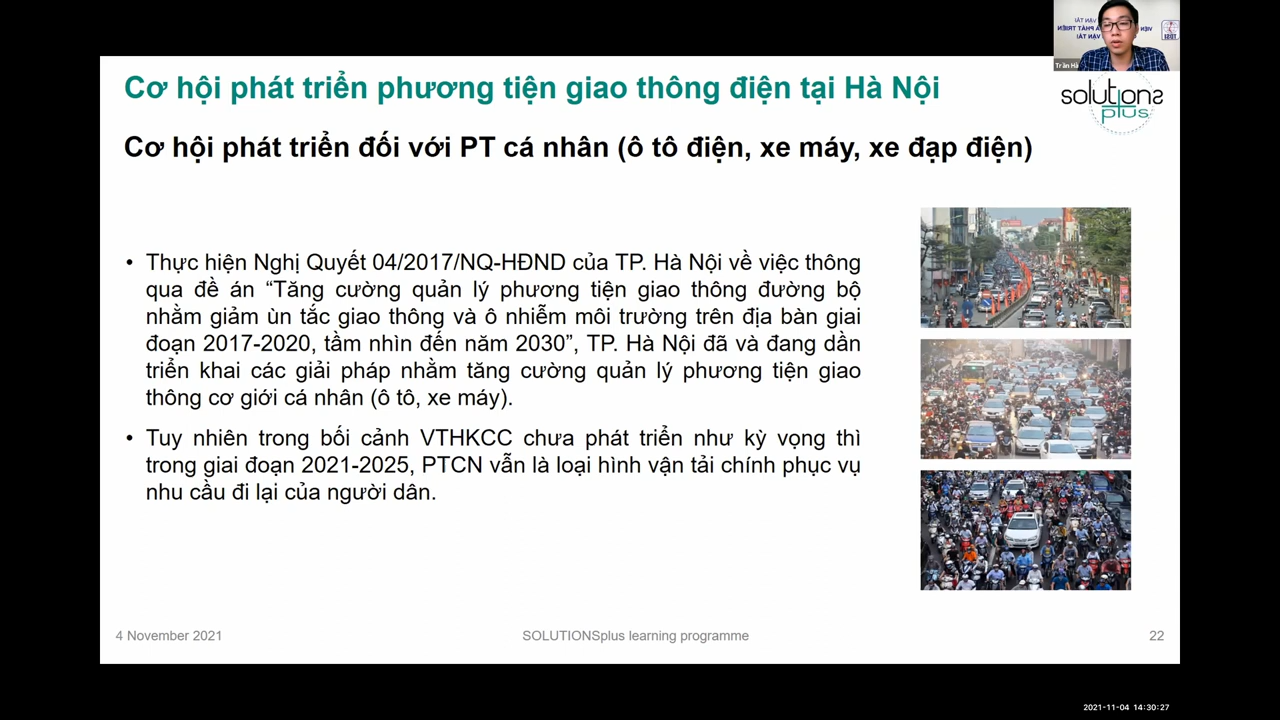 Cơ hội phát triển phương tiện giao thông điện tại Hà Nội
solutions
plus
Cơ hội phát triển đối với PT cá nhân (ô tô điện, xe máy, xe đạp điện)
• Thực hiện Nghị Quyết 04/2017/NQ-HĐND của TP. Hà Nội về việc thông
qua đề án “Tăng cường quản lý phương tiện giao thông đường bộ
nhằm giảm ùn tắc giao thông và ô nhiễm môi trường trên địa bàn giai
đoạn 2017-2020, tầm nhìn đến năm 2030”, TP. Hà Nội đã và đang dần
triển khai các giải pháp nhằm tăng cường quản lý phương tiện giao
thông cơ giới cá nhân (ô tô, xe máy).
• Tuy nhiên trong bối cảnh VTHKCC chưa phát triển như kỳ vọng thì
trong giai đoạn 2021-2025, PTCN vẫn là loại hình vận tải chính phục vụ
nhu cầu đi lại của người dân.
4 November 2021
SOLUTIONSplus learning programme
22
2021-11-04 14:30:27